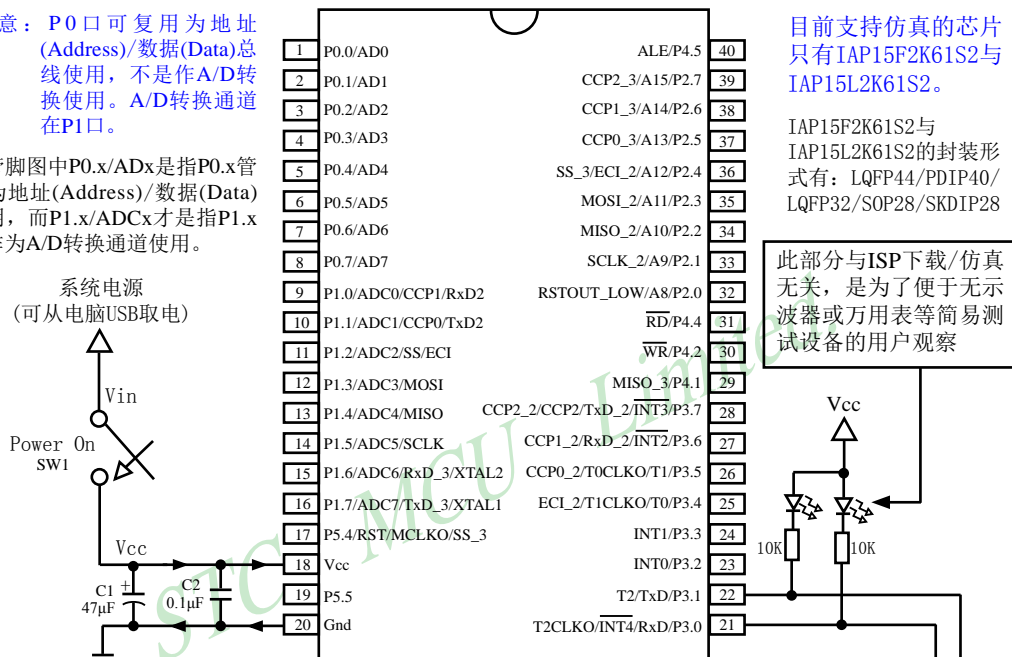 意：P0口可复用为地址
(Address)/数据(Data)总
线使用，不是作A/D转
换使用。A/D转换通道
在P1口。
脚图中P0.x/ADx是指P0.x管
地址(Address)/数据(Data)
，而P1.x/ADCx才是指P1.x
为A/D转换通道使用。
系统电源
(可从电脑USB取电)
Vin
Power On
SW1
Vcc
C1
+
47μF
C2
0.1μF
1 P0.0/AD0
2 P0.1/AD1
3 P0.2/AD2
4 P0.3/AD3
5 P0.4/AD4
6 P0.5/AD5
7 P0.6/AD6
8 P0.7/AD7
9 P1.0/ADC0/CCP1/RxD2
10 P1.1/ADC1/CCP0/TxD2
11 P1.2/ADC2/SS/ECI
12 P1.3/ADC3/MOSI
13 P1.4/ADC4/MISO
14 P1.5/ADC5/SCLK
15 P1.6/ADC6/RxD_3/XTAL2
16 P1.7/ADC7/TxD_3/XTAL1
17 P5.4/RST/MCLKO/SS_3
18 Vcc
19 P5.5
20 Gnd
ALE/P4.5 40
CCP2_3/A15/P2.7 39
CCP1_3/A14/P2.6 38
CCP0_3/A13/P2.5 37
SS_3/ECI_2/A12/P2.4 36
MOSI_2/A11/P2.3 35
MISO_2/A10/P2.2 34
SCLK_2/A9/P2.1 33
RSTOUT_LOW/A8/P2.0 32
RD/P4.4 31
WR/P4.2 30
MISO_3/P4.1 29
CCP2_2/CCP2/TxD_2/INT3/P3.7 28
CCP1_2/RxD_2/INT2/P3.6 27
CCP0_2/T0CLKO/T1/P3.5 26
ECI_2/T1CLKO/T0/P3.4 25
INT1/P3.3 24
INT0/P3.2 23
T2/TxD/P3.1 22
T2CLKO/INT4/RxD/P3.0 21
目前支持仿真的芯片
只有IAP15F2K61S2与
IAP15L2K61S2。
IAP15F2K61S2与
IAP15L2K61S2的封装形
式有：LQFP44/PDIP40/
LQFP32/SOP28/SKDIP28
此部分与ISP下载/仿真
无关，是为了便于无示
波器或万用表等简易测
试设备的用户观察
Vcc
10K
10K
STC MCU Limited.